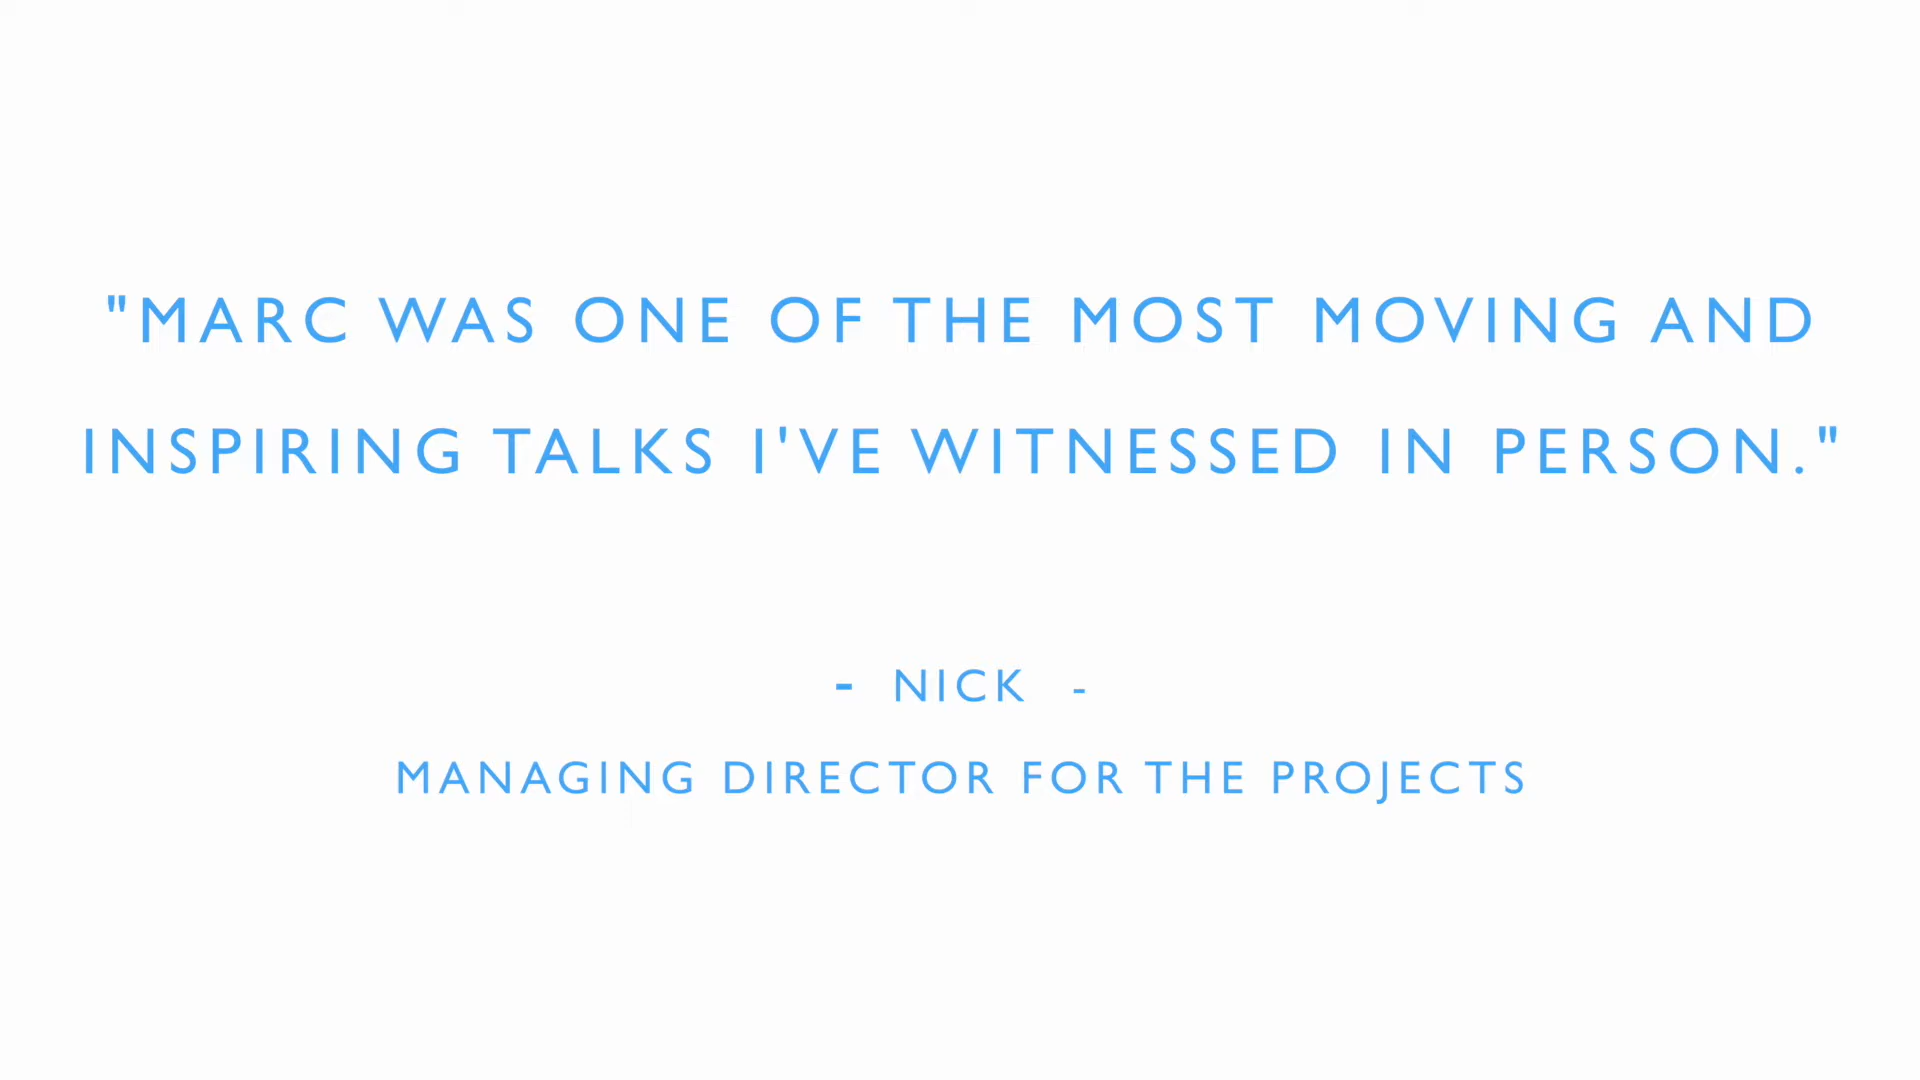 "MARC WAS ONE OF THE MOST MOVING AND
INSPIRING TALKS I'VE WITNESSED IN PERSON."
- NICK -
MANAGING DIRECTOR FOR THE PROJECTS